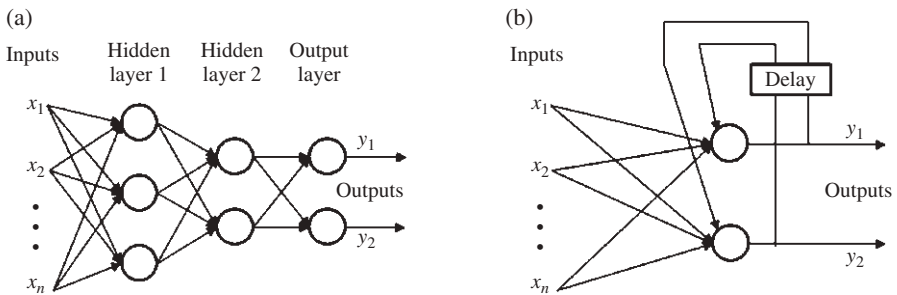 (a)
Inputs
Hidden
layer 1
Hidden
layer 2
Output
layer
x1
x2
xn
y1
Outputs
y2
(b)
Inputs
Delay
x1
x2
xn
y1
Outputs
y2